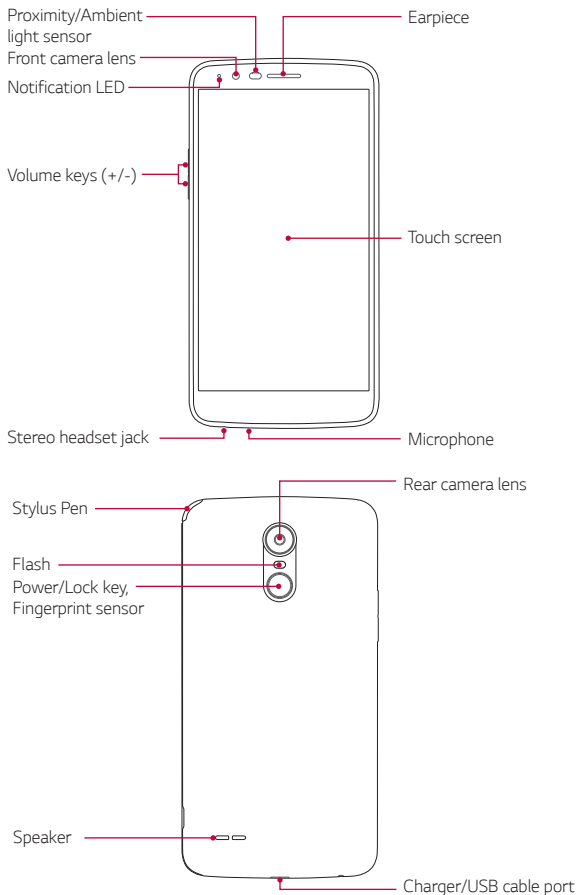 Proximity/Ambient
light sensor
Front camera lens
Notification LED
Volume keys (+/-)
Earpiece
Touch screen
Stereo headset jack
Microphone
Rear camera lens
Stylus Pen
Flash
Power/Lock key,
Fingerprint sensor
Speaker
Charger/USB cable port